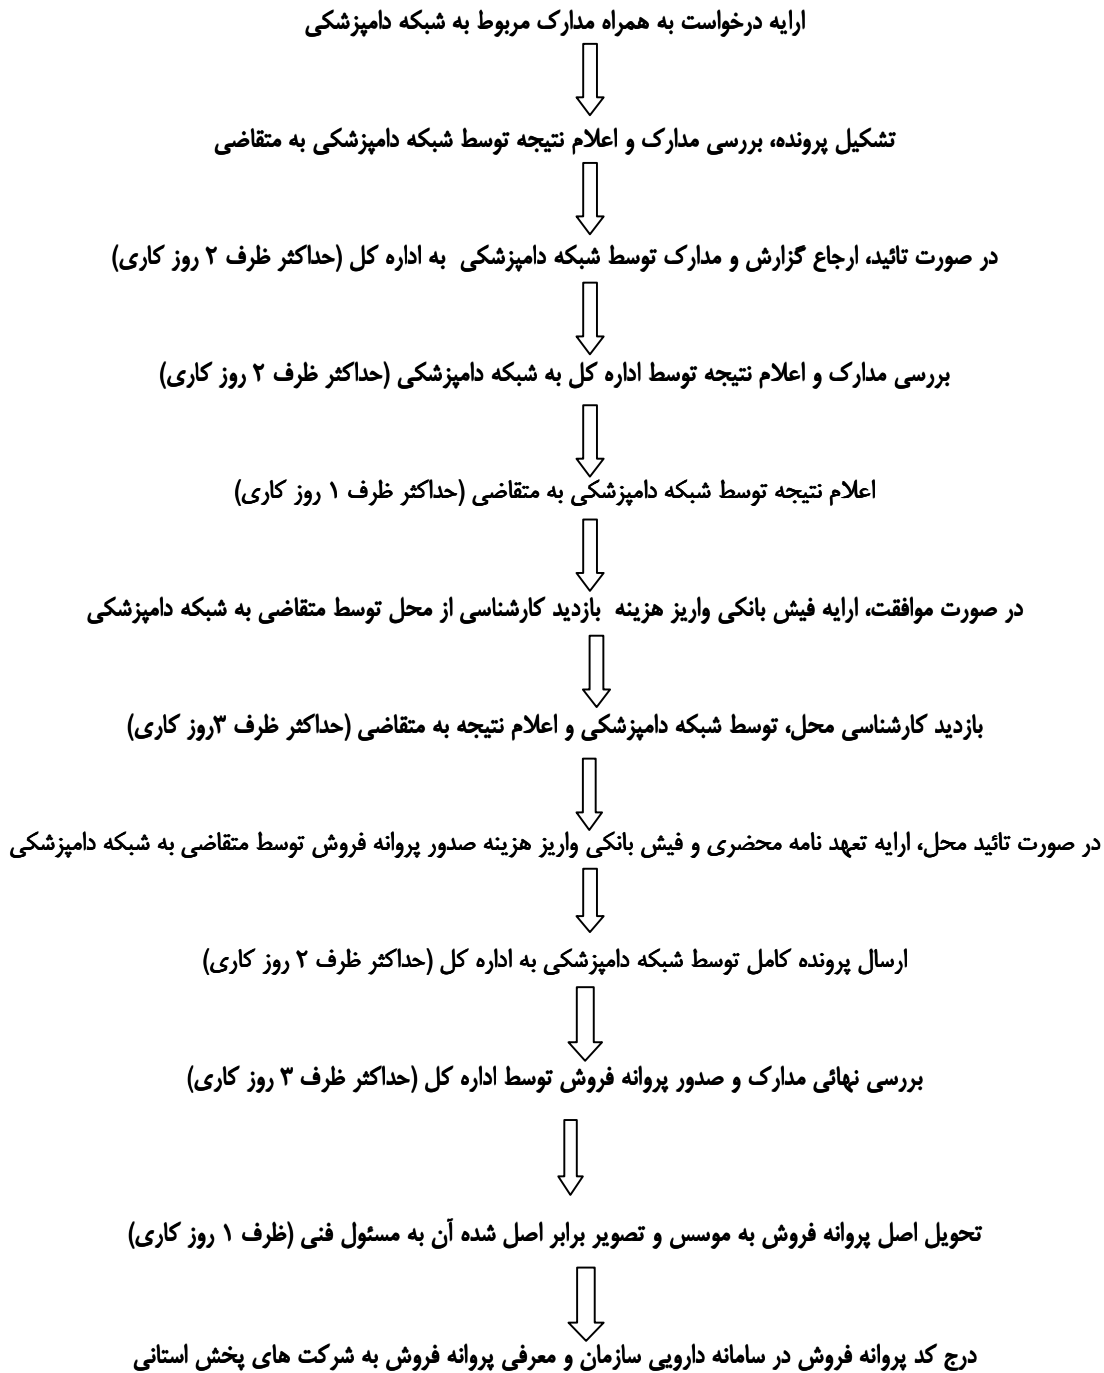 ارایه درخواست به همراه مدارک مربوط به شبکه دامپزشکی
تشکیل پرونده، بررسی مدارک و اعلام نتیجه توسط شبکه دامپزشکی به متقاضی
در صورت تائید، ارجاع گزارش و مدارک توسط شبکه دامپزشکی به اداره کل (حداکثر ظرف ۲ روز کاری)
بررسی مدارک و اعلام نتیجه توسط اداره کل به شبکه دامپزشکی (حداکثر ظرف ۲ روز کاری)
اعلام نتیجه توسط شبکه دامپزشکی به متقاضی (حداکثر ظرف ۱ روز کاری)
در صورت موافقت، ارایه فیش بانکی واریز هزینه بازدید کارشناسی از محل توسط متقاضی به شبکه دامپزشکی
بازدید کارشناسی محل، توسط شبکه دامپزشکی و اعلام نتیجه به متقاضی (حداکثر ظرف ۳روز کاری)
در صورت تائید محل، ارایه تعهد نامه محضری و فیش بانکی واریز هزینه صدور پروانه فروش توسط متقاضی به شبکه دامپزشکی
ارسال پرونده کامل توسط شبکه دامپزشکی به اداره کل (حداکثر ظرف ۲ روز کاری)
بررسی نهائی مدارک و صدور پروانه فروش توسط اداره کل (حداکثر ظرف ۳ روز کاری)
تحویل اصل پروانه فروش به موسس و تصویر برابر اصل شده آن به مسئول فنی (ظرف ۱ روز کاری)
درج کد پروانه فروش در سامانه دارویی سازمان و معرفی پروانه فروش به شرکت های پخش استانی